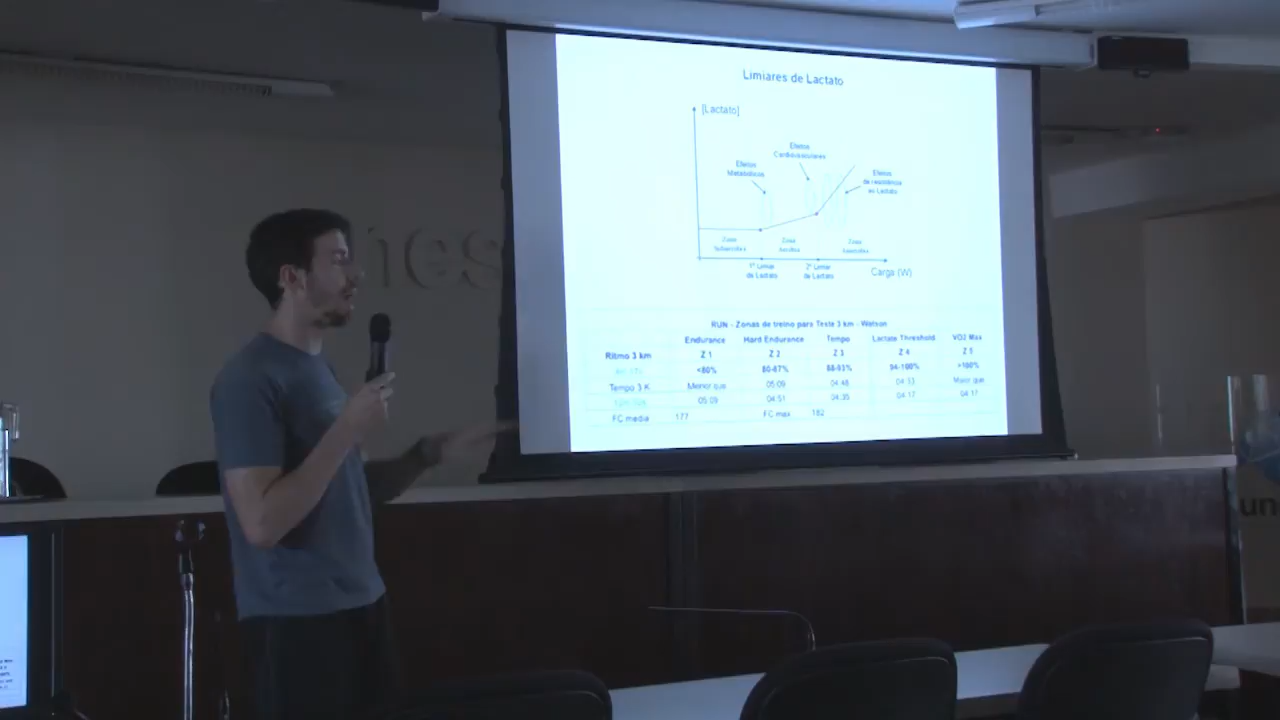 Limiares de Lactato
[Lactato]
Efeitos
Cardiovasculares
Efeitos
Metabólicos
Efeitos
de resistência
ao Lactato
Zona
Zona
Zona
1º Limiar
de Lactato
2º Limiar
de Lactato
Carga (W)
RUN - Zonas de treino para Teste 3 km - Watson
Endurance Hard Endurance Tempo Lactate Threshold VO2 Max
Ritmo 3 km Z 1 Z 2 Z 3 Z 4 Z 5
<80% 80-87% 88-93% 94-100% >100%
Tempo 3 K Menor que 05:09 04:48 04:33 Maior que
05:09 04:51 04:35 04:17 04:17
FC media 177 FC max 182
nes
un